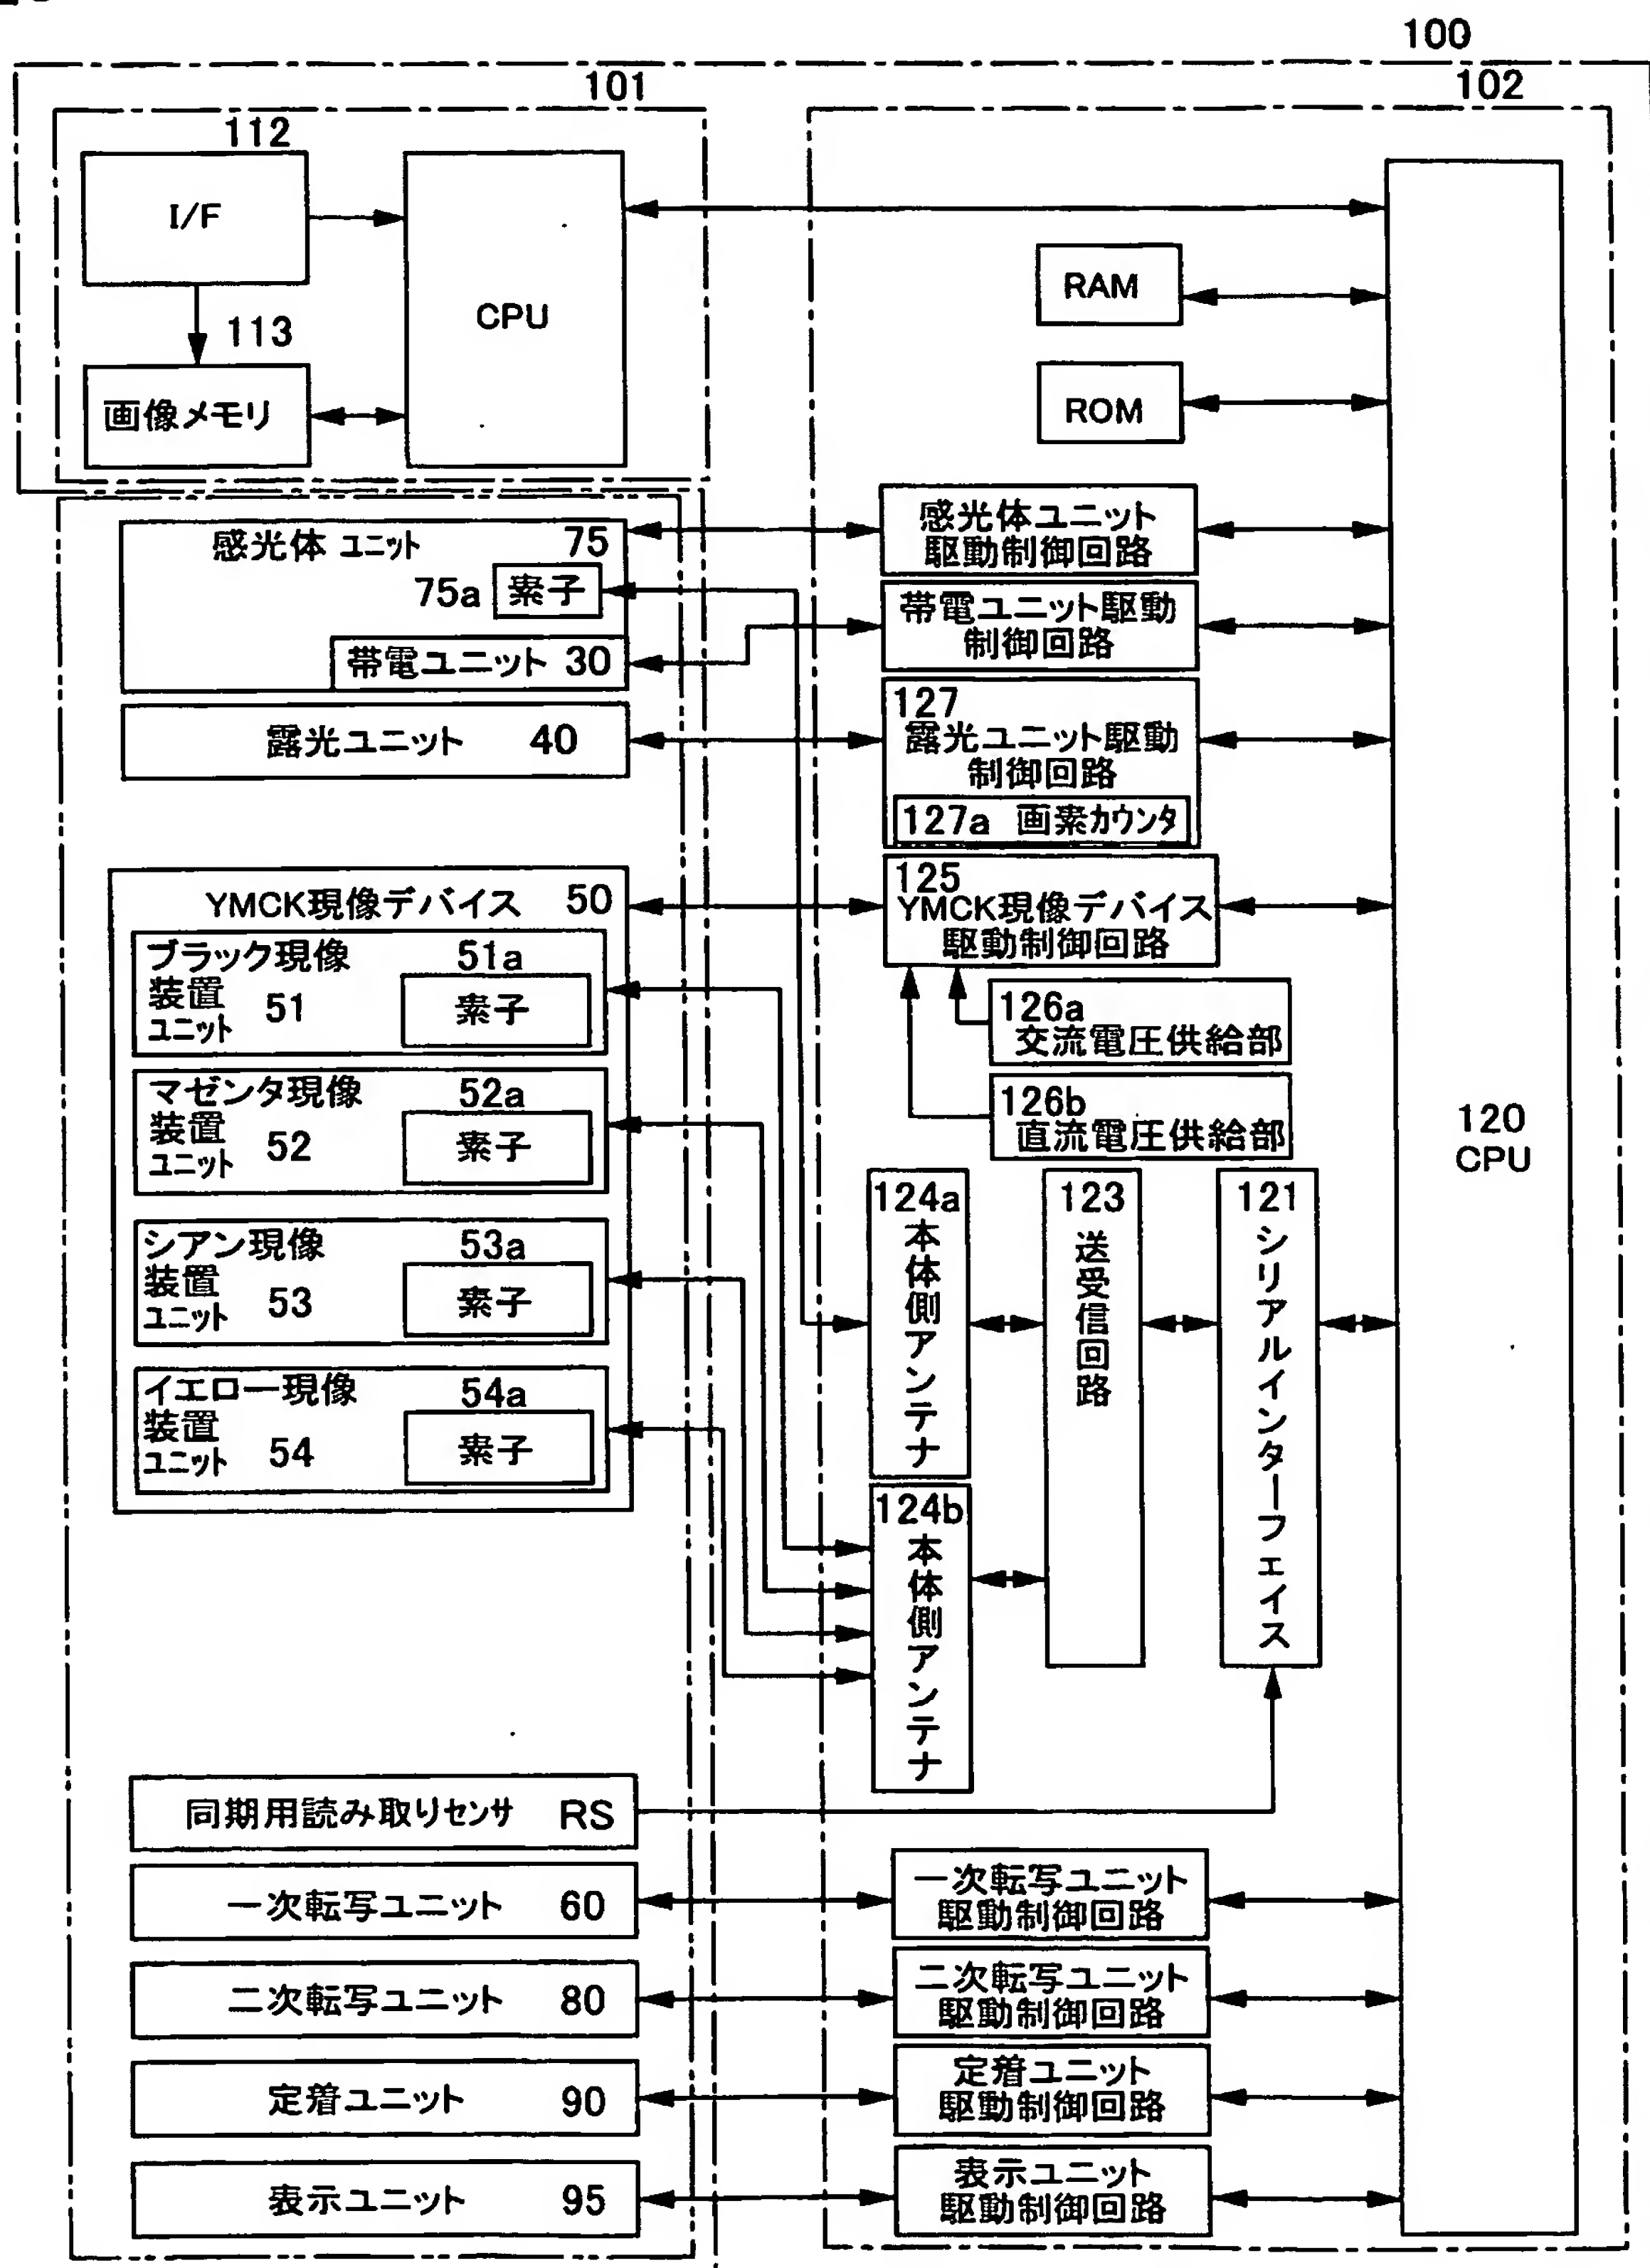 100
101
102
112
I/F
CPU
113
画像メモリ
RAM
ROM
感光体 ユニット 75
75a 素子
帯電ユニット 30
感光体ユニット
駆動制御回路
帯電ユニット駆動
制御回路
露光ユニット 40
127
露光ユニット駆動
制御回路
127a 画素カウンタ
YMCK現像デバイス 50
125
YMCK現像デバイス
駆動制御回路
ブラック現像 51a
装置 51 素子
ユニット
126a
交流電圧供給部
マゼンタ現像 52a
装置 52 素子
ユニット
126b
直流電圧供給部
120
CPU
シアン現像 53a
装置 53 素子
ユニット
イエロー現像 54a
装置 54 素子
ユニット
124a
本体側アンテナ
123
送受信回路
121
シリアルインターフェイス
124b
本体側アンテナ
同期用読み取りセンサ RS
一次転写ユニット 60
一次転写ユニット
駆動制御回路
二次転写ユニット 80
二次転写ユニット
駆動制御回路
定着ユニット 90
定着ユニット
駆動制御回路
表示ユニット 95
表示ユニット
駆動制御回路